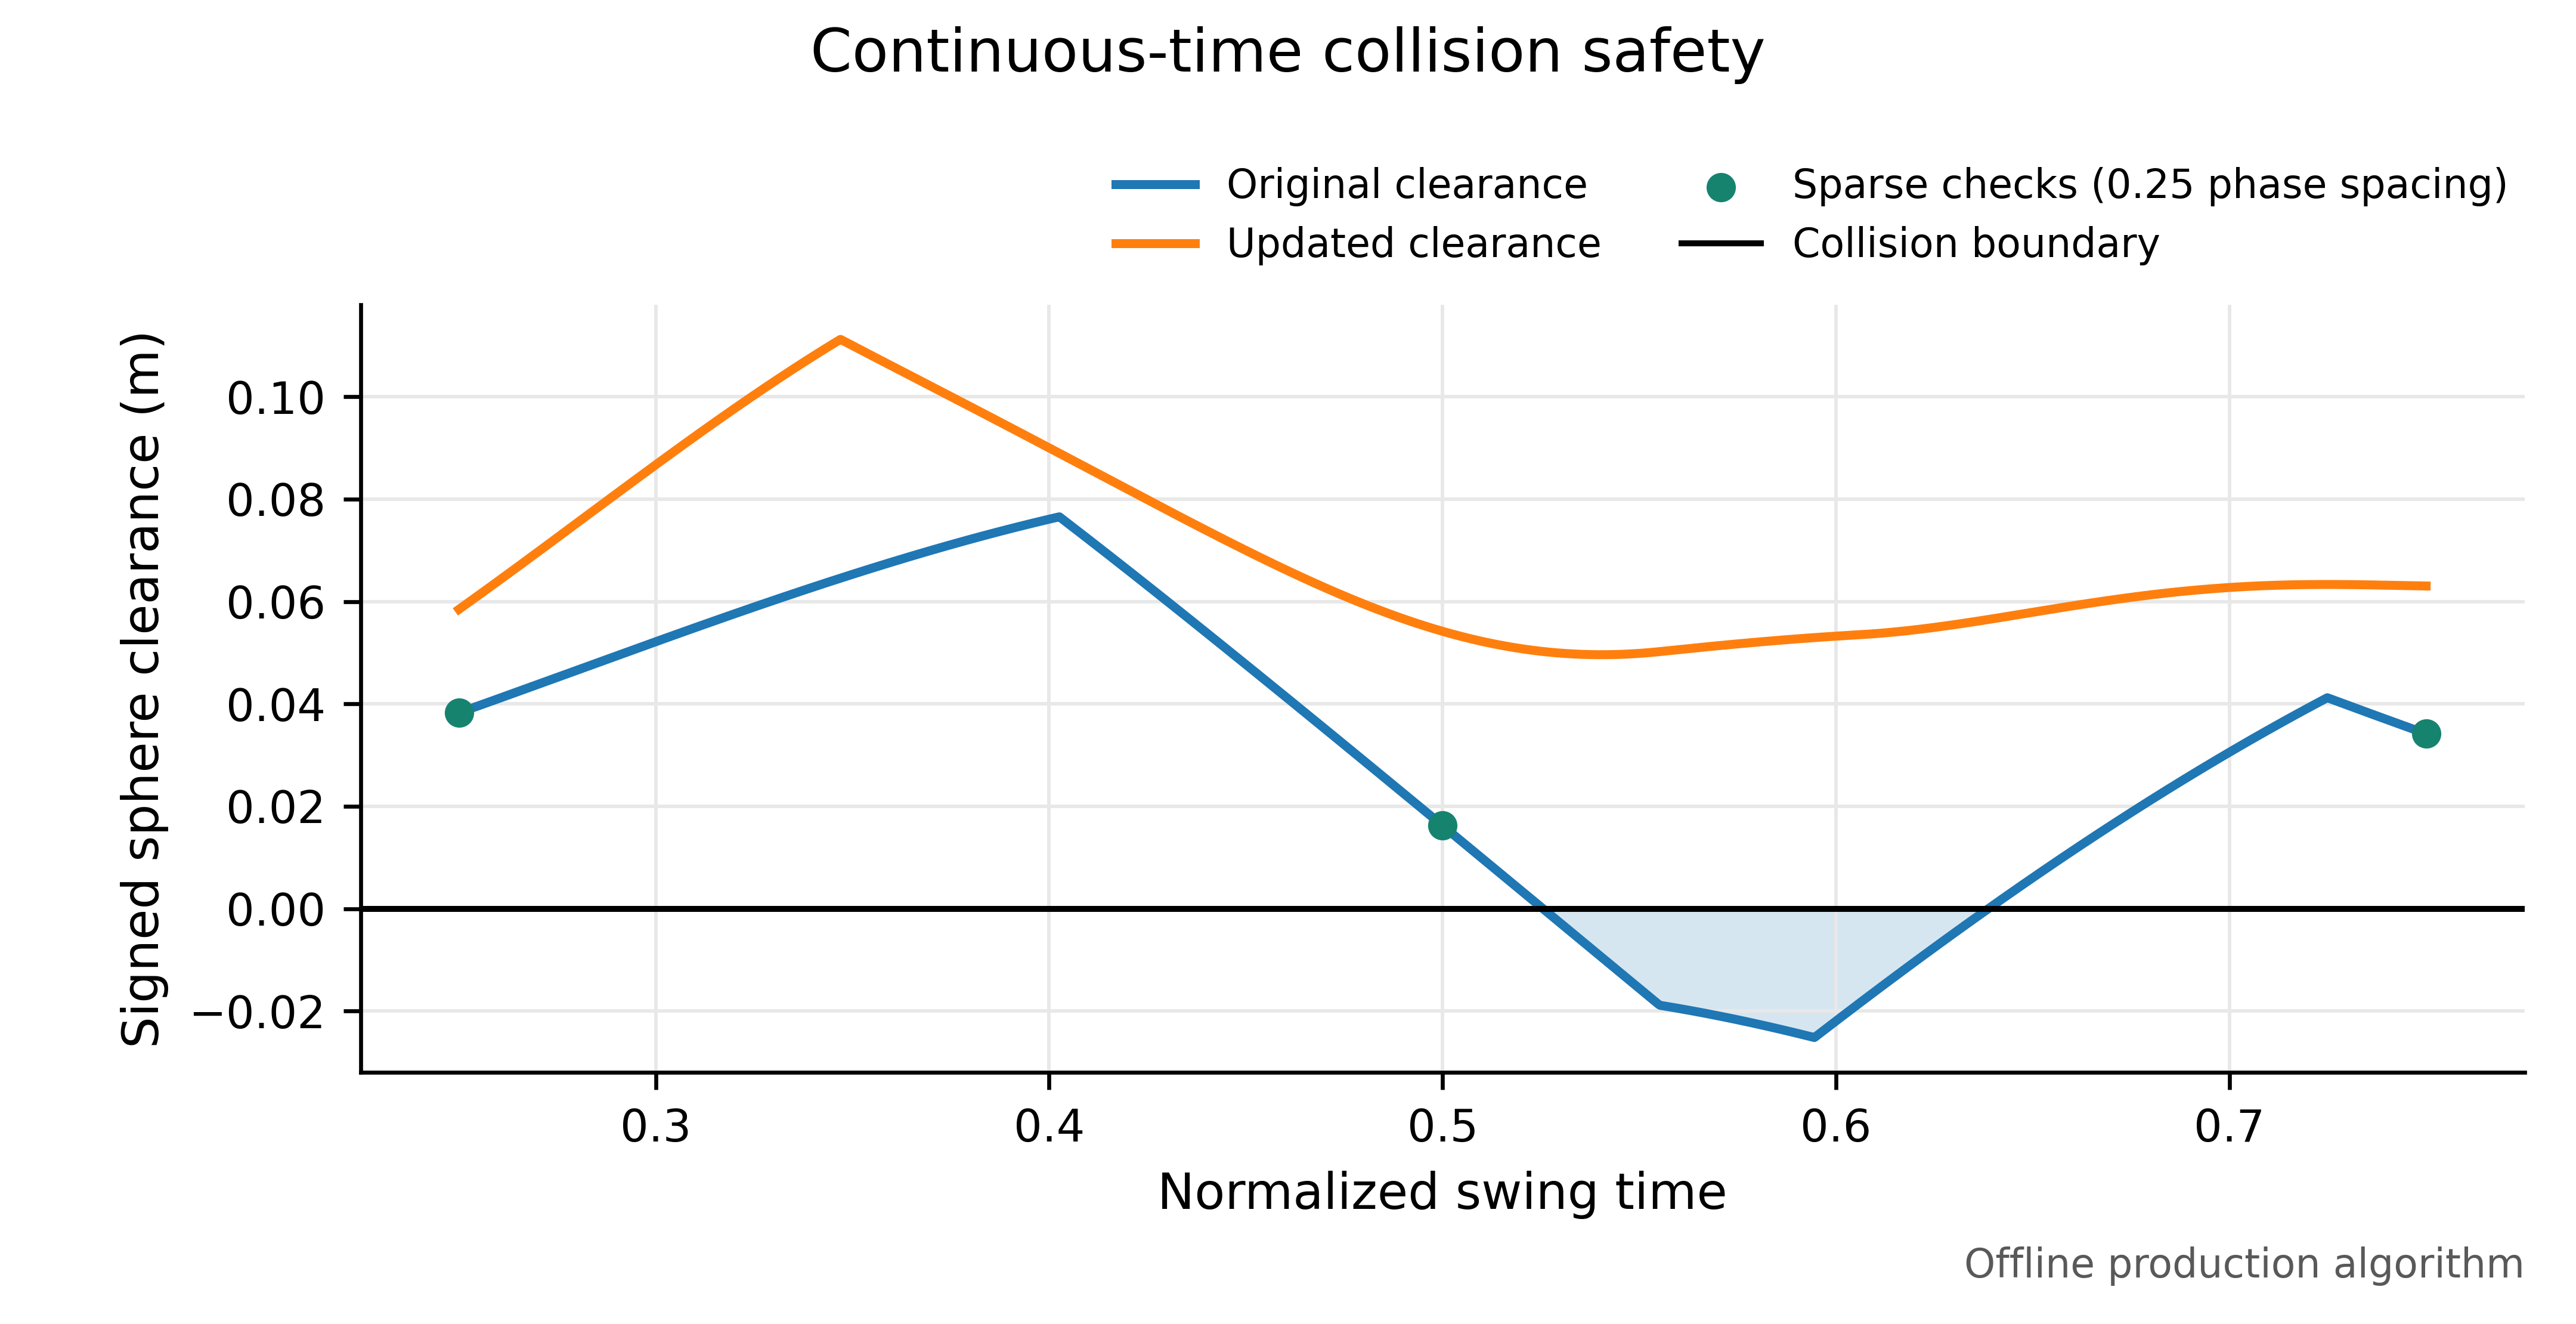 Continuous-time collision safety
Original clearance
Updated clearance
Sparse checks (0.25 phase spacing)
Collision boundary
Signed sphere clearance (m)
0.10
0.08
0.06
0.04
0.02
0.00
−0.02
0.3
0.4
0.5
0.6
0.7
Normalized swing time
Offline production algorithm